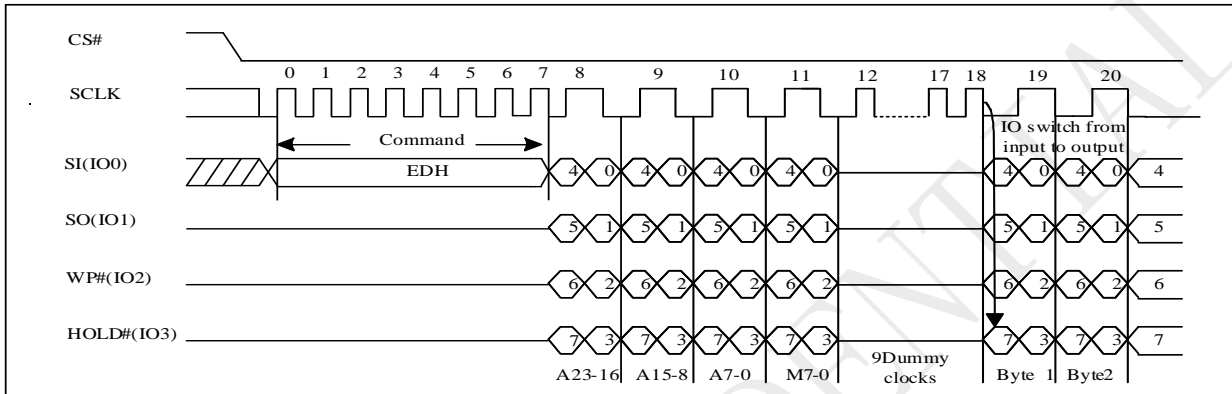 CS#
0 1 2 3 4 5 6 7 8 9 10 11 12 17 18 19 20
SCLK
Command
IO switch from
input to output
SI(IO0)
EDH
4 0 4 0 4 0 4 0 4 0 4 0 4
SO(IO1)
5 1 5 1 5 1 5 1 5 1 5 1 5
WP#(IO2)
6 2 6 2 6 2 6 2 6 2 6 2 6
HOLD#(IO3)
7 3 7 3 7 3 7 3 7 3 7 3 7
A23-16 A15-8 A7-0 M7-0 9Dummy Byte 1 Byte2
clocks